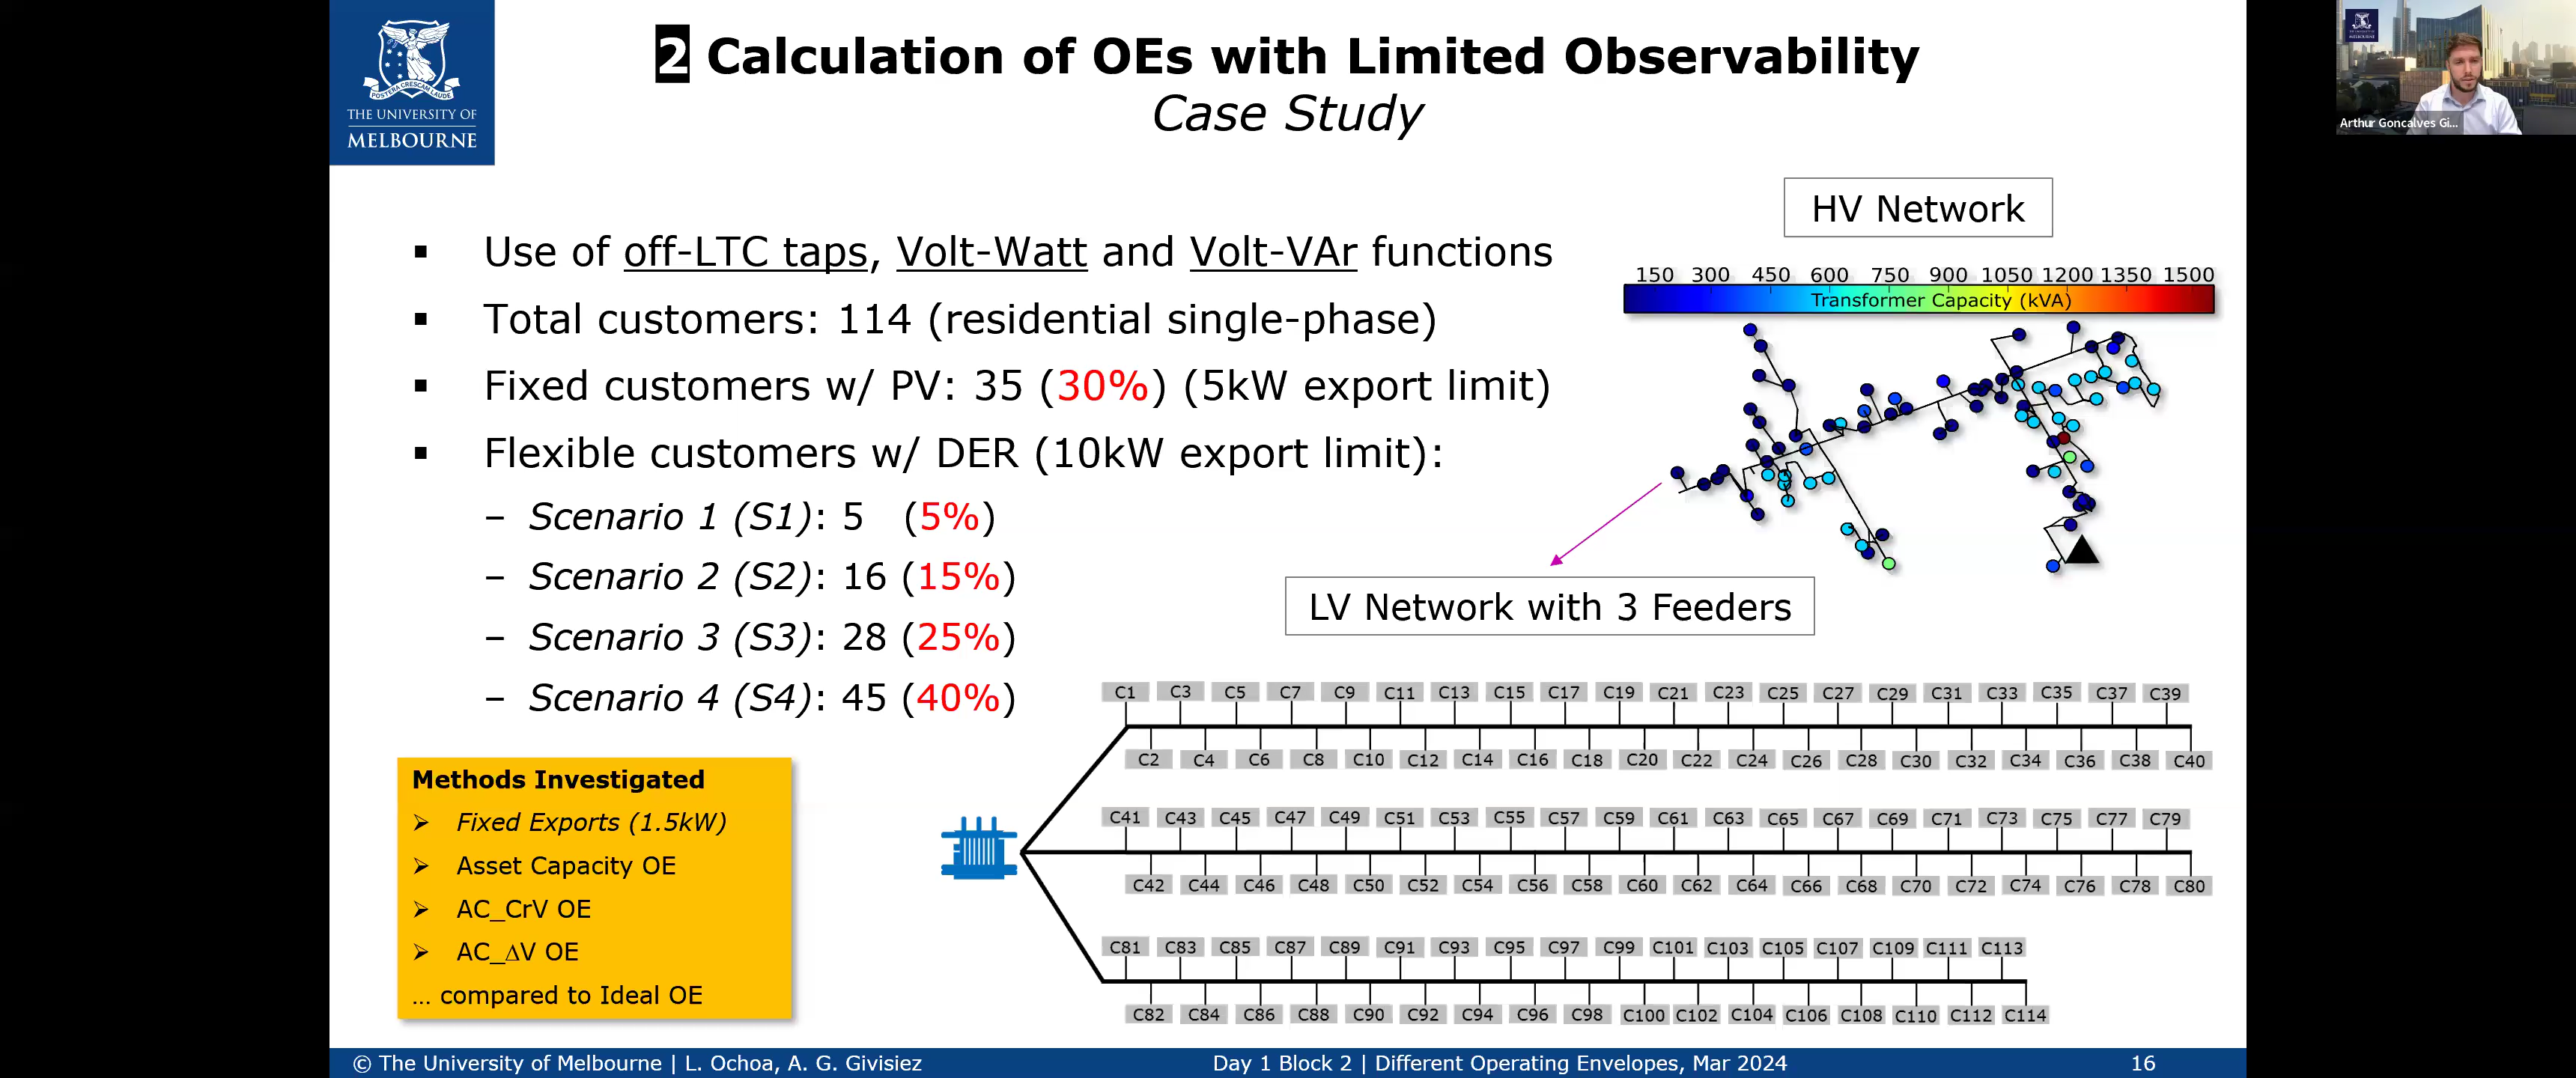 THE UNIVERSITY OF
MELBOURNE
2 Calculation of OEs with Limited Observability
Case Study
Arthur Goncalves Gi...
▪ Use of off-LTC taps, Volt-Watt and Volt-VAr functions
▪ Total customers: 114 (residential single-phase)
▪ Fixed customers w/ PV: 35 (30%) (5kW export limit)
▪ Flexible customers w/ DER (10kW export limit):
– Scenario 1 (S1): 5 (5%)
– Scenario 2 (S2): 16 (15%)
– Scenario 3 (S3): 28 (25%)
– Scenario 4 (S4): 45 (40%)
HV Network
150 300 450 600 750 900 1050 1200 1350 1500
Transformer Capacity (kVA)
LV Network with 3 Feeders
Methods Investigated
➢ Fixed Exports (1.5kW)
➢ Asset Capacity OE
➢ AC_CrV OE
➢ AC_∆V OE
... compared to Ideal OE
C1 C3 C5 C7 C9 C11 C13 C15 C17 C19 C21 C23 C25 C27 C29 C31 C33 C35 C37 C39
C2 C4 C6 C8 C10 C12 C14 C16 C18 C20 C22 C24 C26 C28 C30 C32 C34 C36 C38 C40
C41 C43 C45 C47 C49 C51 C53 C55 C57 C59 C61 C63 C65 C67 C69 C71 C73 C75 C77 C79
C42 C44 C46 C48 C50 C52 C54 C56 C58 C60 C62 C64 C66 C68 C70 C72 C74 C76 C78 C80
C81 C83 C85 C87 C89 C91 C93 C95 C97 C99 C101 C103 C105 C107 C109 C111 C113
C82 C84 C86 C88 C90 C92 C94 C96 C98 C100 C102 C104 C106 C108 C110 C112 C114
© The University of Melbourne | L. Ochoa, A. G. Givisiez
Day 1 Block 2 | Different Operating Envelopes, Mar 2024
16